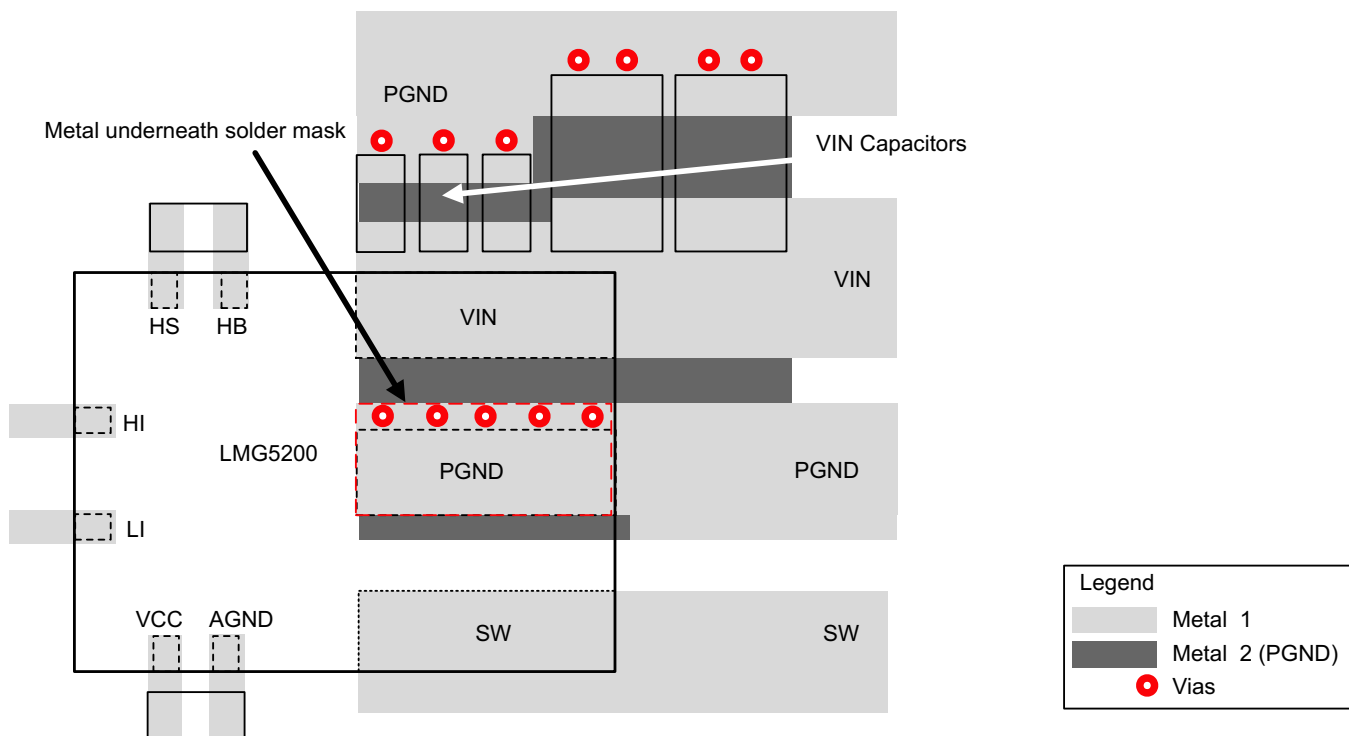 PGND
Metal underneath solder mask
VIN Capacitors
VIN
VIN
HS
HB
HI
LMG5200
PGND
PGND
LI
VCC
AGND
SW
SW
Legend
Metal 1
Metal 2 (PGND)
Vias